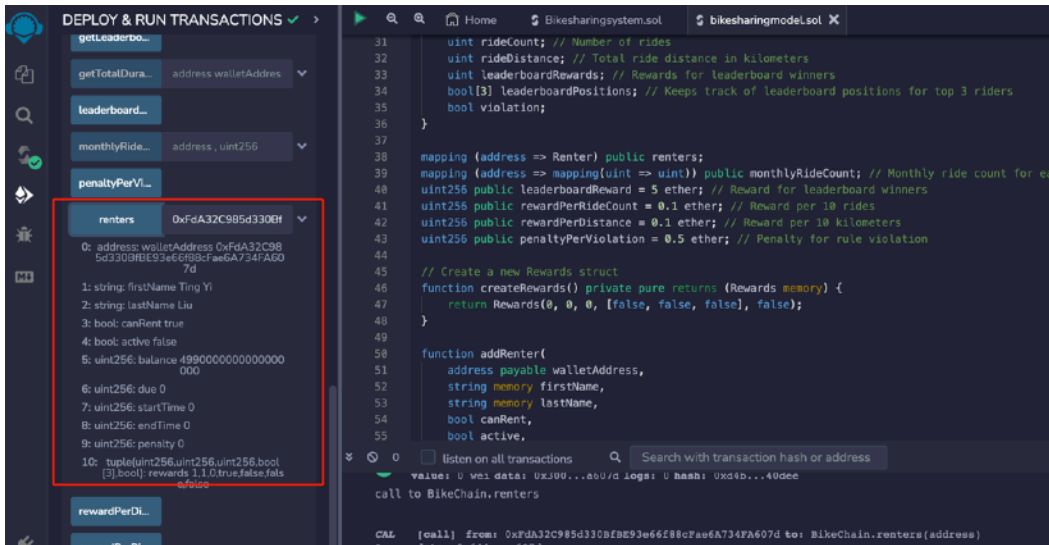 DEPLOY & RUN TRANSACTIONS
getLeaderbo...
getTotalDura...
address walletAddres
leaderboard...
monthlyRide...
address , uint256
penaltyPerVi...
renters
0xFdA32C985d330Bf
0: address: walletAddress 0xFdA32C98
5d330BfBE93e66f88cFae6A734FA60
7d
1: string: firstName Ting Yi
2: string: lastName Liu
3: bool: canRent true
4: bool: active false
5: uint256: balance 4990000000000000
000
6: uint256: due 0
7: uint256: startTime 0
8: uint256: endTime 0
9: uint256: penalty 0
10: tuple(uint256,uint256,uint256,bool
[3],bool): rewards 1,1,0,true,false,fals
e,false
rewardPerDi...
Home
Bikesharingsystem.sol
bikesharingmodel.sol
31 uint rideCount; // Number of rides
32 uint rideDistance; // Total ride distance in kilometers
33 uint leaderboardRewards; // Rewards for leaderboard winners
34 bool[3] leaderboardPositions; // Keeps track of leaderboard positions for top 3 riders
35 bool violation;
36 }
37
38 mapping (address => Renter) public renters;
39 mapping (address => mapping(uint => uint)) public monthlyRideCount; // Monthly ride count for ea
40 uint256 public leaderboardReward = 5 ether; // Reward for leaderboard winners
41 uint256 public rewardPerRideCount = 0.1 ether; // Reward per 10 rides
42 uint256 public rewardPerDistance = 0.1 ether; // Reward per 10 kilometers
43 uint256 public penaltyPerViolation = 0.5 ether; // Penalty for rule violation
44
45 // Create a new Rewards struct
46 function createRewards() private pure returns (Rewards memory) {
47 return Rewards(0, 0, 0, [false, false, false], false);
48 }
49
50 function addRenter(
51 address payable walletAddress,
52 string memory firstName,
53 string memory lastName,
54 bool canRent,
55 bool active,
0
listen on all transactions
Search with transaction hash or address
value: 0 wei data: 0x300...a607d logs: 0 hash: 0xd4b...40dee
call to BikeChain.renters
CAL [call] from: 0xFdA32C985d330BfBE93e66f88cFae6A734FA607d to: BikeChain.renters(address)